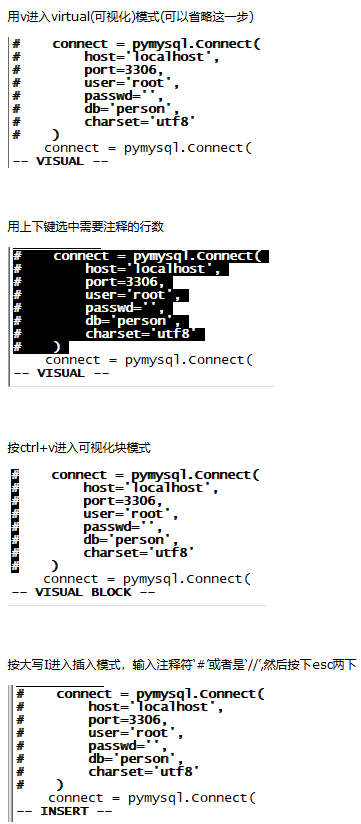 用v进入virtual(可视化)模式(可以省略这一步)
#    connect = pymysql.Connect(
#        host='localhost',
#        port=3306,
#        user='root',
#        passwd='',
#        db='person',
#        charset='utf8'
#    )
    connect = pymysql.Connect(
-- VISUAL --
用上下键选中需要注释的行数
#    connect = pymysql.Connect(
#        host='localhost',
#        port=3306,
#        user='root',
#        passwd='',
#        db='person',
#        charset='utf8'
#    )
    connect = pymysql.Connect(
-- VISUAL --
按ctrl+v进入可视化块模式
#    connect = pymysql.Connect(
#        host='localhost',
#        port=3306,
#        user='root',
#        passwd='',
#        db='person',
#        charset='utf8'
#    )
    connect = pymysql.Connect(
-- VISUAL BLOCK --
按大写I进入插入模式，输入注释符'#'或者是'//',然后按下esc两下
#    connect = pymysql.Connect(
#        host='localhost',
#        port=3306,
#        user='root',
#        passwd='',
#        db='person',
#        charset='utf8'
#    )
    connect = pymysql.Connect(
-- INSERT --